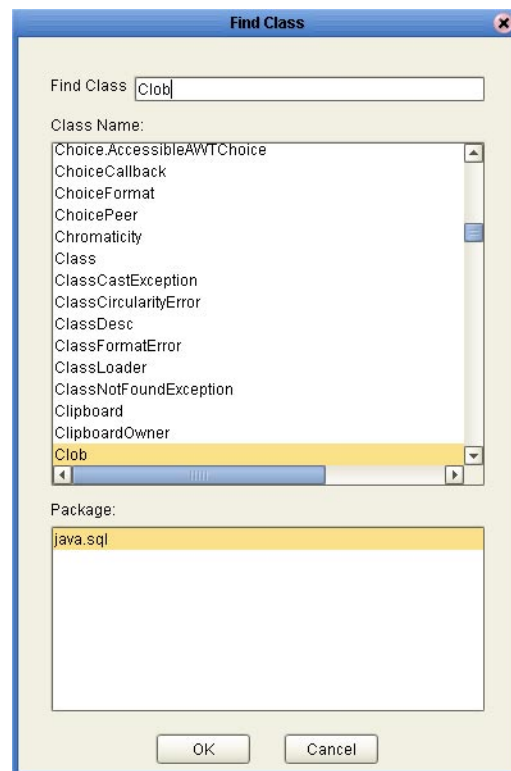 Find Class
Find Class Clob
Class Name:
Choice.AccessibleAWTChoice
ChoiceCallback
ChoiceFormat
ChoicePeer
Chromaticity
Class
ClassCastException
ClassCircularityError
ClassDesc
ClassFormatError
ClassLoader
ClassNotFoundException
Clipboard
ClipboardOwner
Clob
Package:
java.sql
OK Cancel